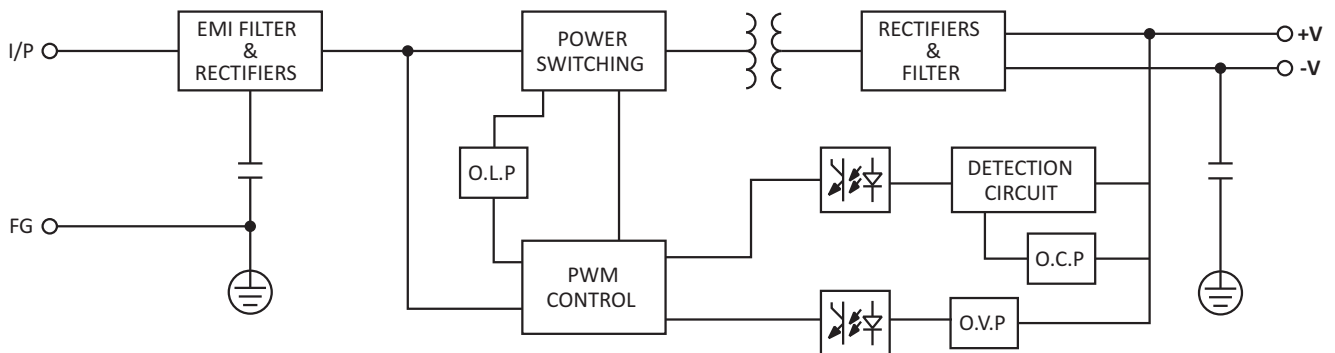 I/P
EMI FILTER
&
RECTIFIERS
POWER
SWITCHING
RECTIFIERS
&
FILTER
+V
-V
O.L.P
DETECTION
CIRCUIT
FG
O.C.P
PWM
CONTROL
O.V.P